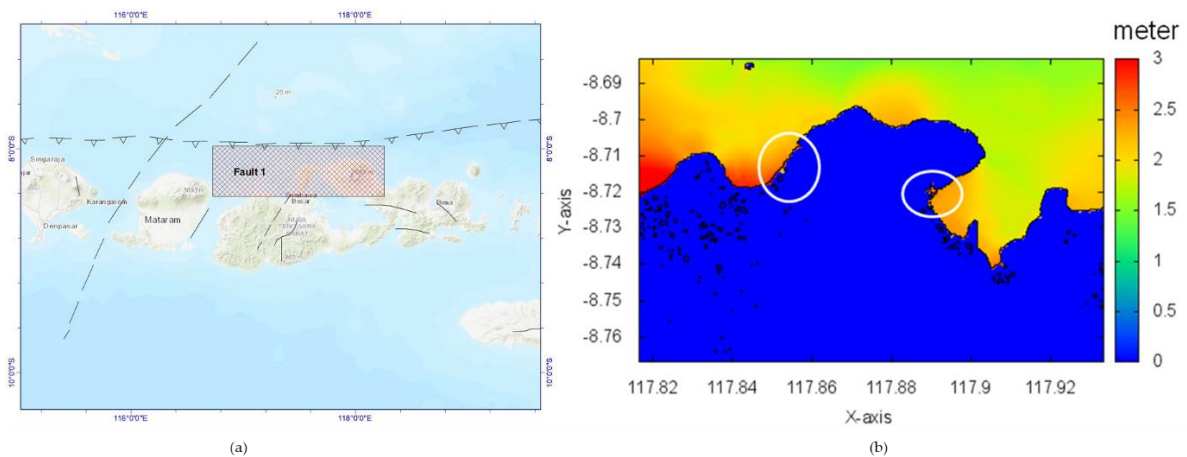 116°0'0"E
118°0'0"E
8°0'0"S
8°0'0"S
25 m
Singaraja
Karangasem
Denpasar
Mataram
Fault 1
Sumbawa
Besar
Bima
10°0'0"S
10°0'0"S
116°0'0"E
118°0'0"E
(a)
meter
Y-axis
-8.69
-8.7
-8.71
-8.72
-8.73
-8.74
-8.75
-8.76
117.82
117.84
117.86
117.88
117.9
117.92
X-axis
3
2.5
2
1.5
1
0.5
0
(b)